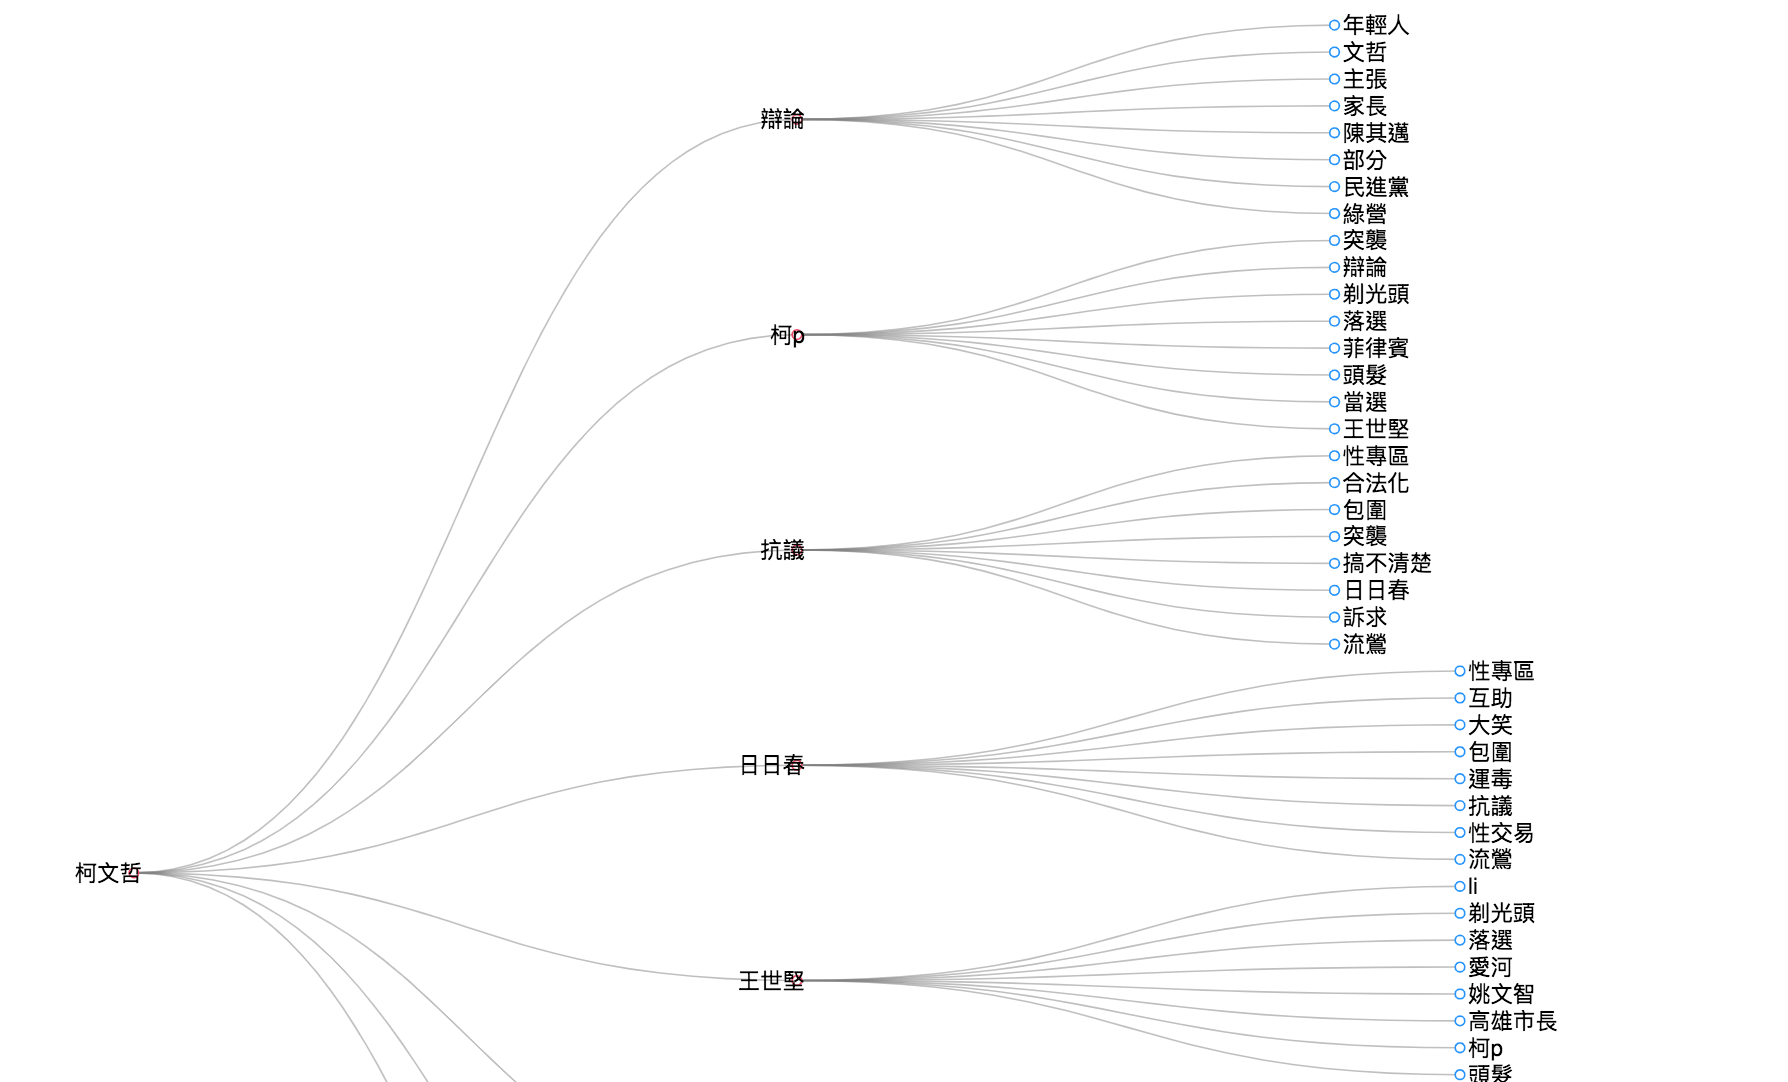 柯文哲
辯論
年輕人
文哲
主張
家長
陳其邁
部分
民進黨
綠營
柯p
突襲
辯論
剃光頭
落選
菲律賓
頭髮
當選
王世堅
抗議
性專區
合法化
包圍
突襲
搞不清楚
日日春
訴求
流鶯
日日春
性專區
互助
大笑
包圍
運毒
抗議
性交易
流鶯
王世堅
li
剃光頭
落選
愛河
姚文智
高雄市長
柯p
頭髮